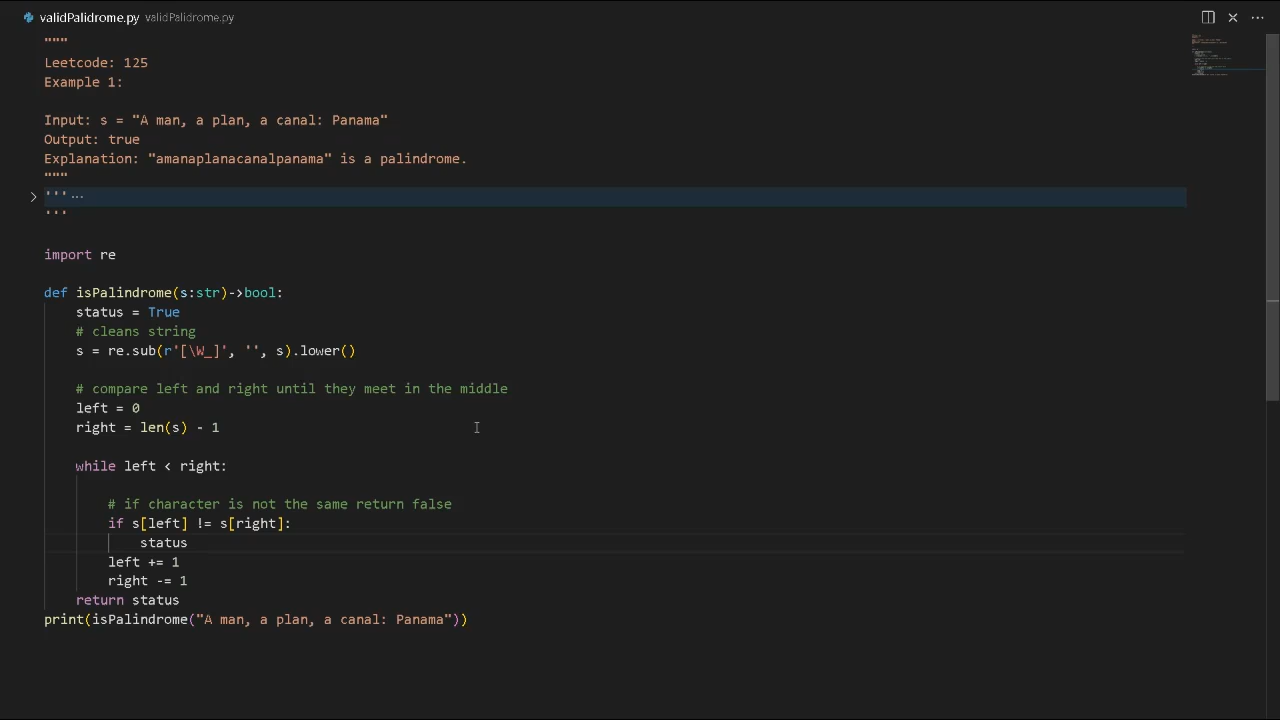 validPalidrome.py validPalidrome.py
"""
Leetcode: 125
Example 1:
Input: s = "A man, a plan, a canal: Panama"
Output: true
Explanation: "amanaplanacanalpanama" is a palindrome.
"""
'''...
'''
import re
def isPalindrome(s:str)->bool:
status = True
# cleans string
s = re.sub(r'[\W_]', '', s).lower()
# compare left and right until they meet in the middle
left = 0
right = len(s) - 1
while left < right:
# if character is not the same return false
if s[left] != s[right]:
status
left += 1
right -= 1
return status
print(isPalindrome("A man, a plan, a canal: Panama"))